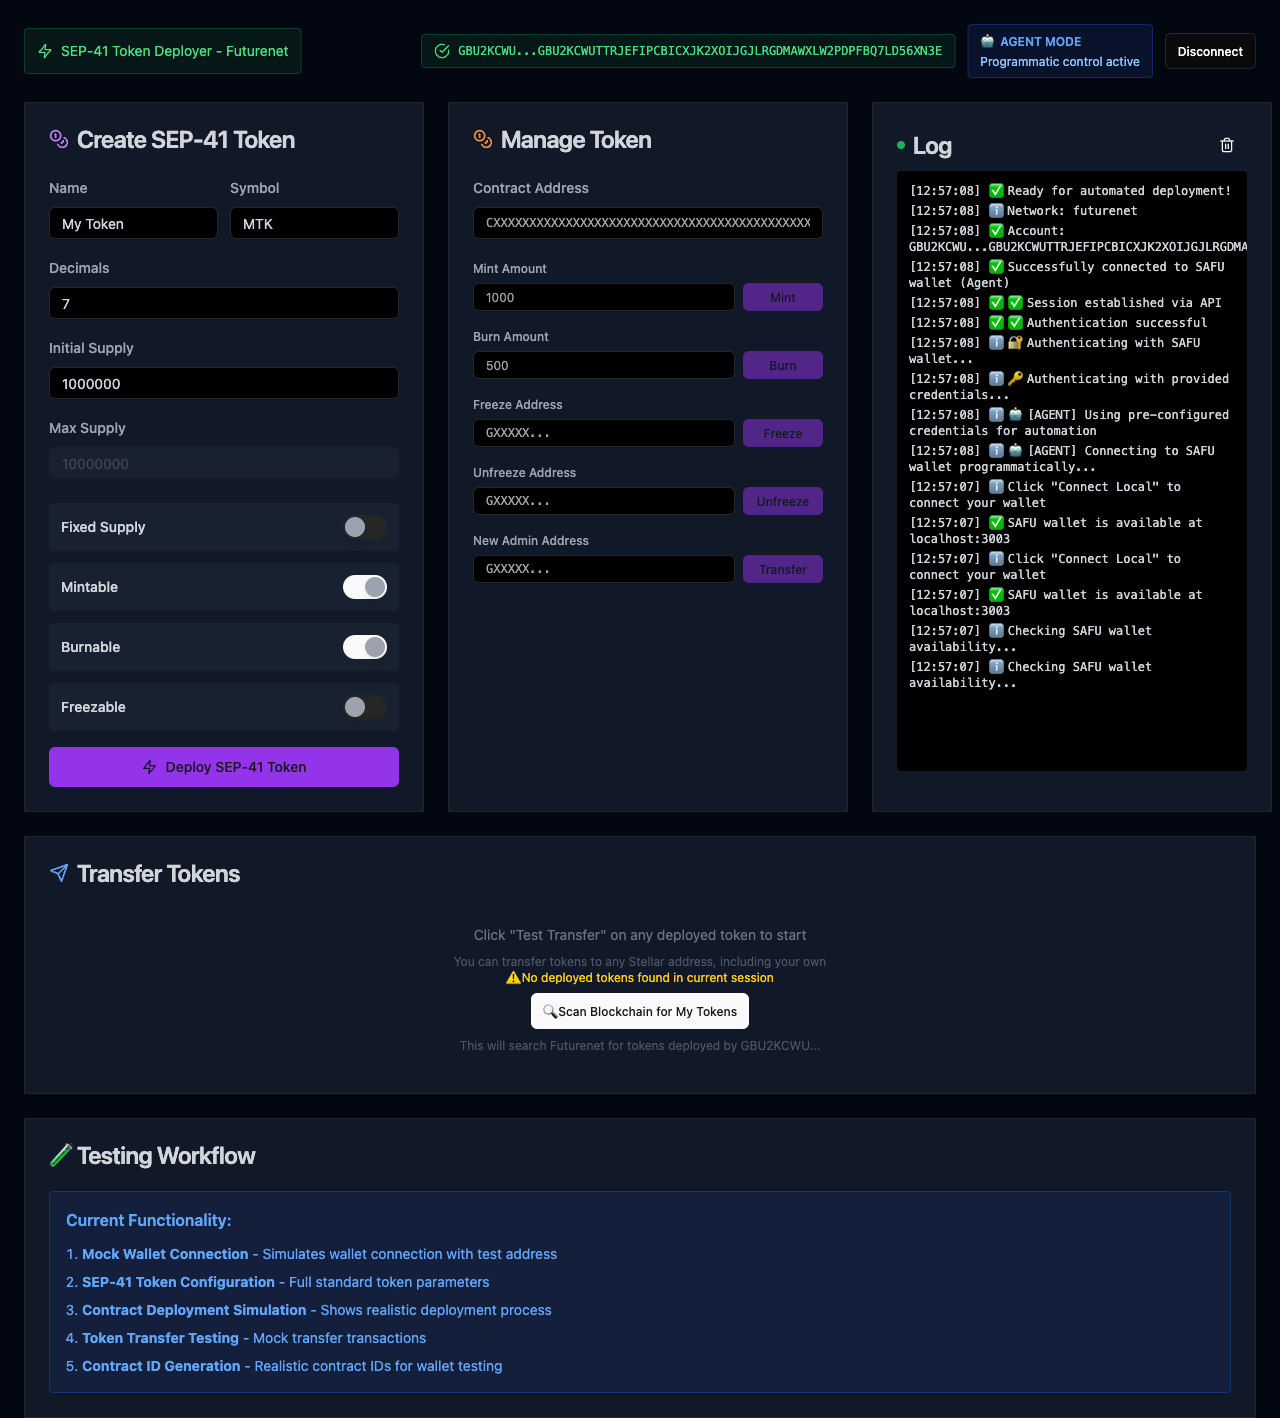 SEP-41 Token Deployer - Futurenet
GBU2KCWU...GBU2KCWUTTRJEFIPCBICXJK2XOIJGJLRGDMAWXLW2PDPFBQ7LD56XN3E
🤖 AGENT MODE
Programmatic control active
Disconnect
Create SEP-41 Token
Name
Symbol
My Token
MTK
Decimals
7
Initial Supply
1000000
Max Supply
10000000
Fixed Supply
Mintable
Burnable
Freezable
Deploy SEP-41 Token
Manage Token
Contract Address
CXXXXXXXXXXXXXXXXXXXXXXXXXXXXXXXXXXXXXXXXXXXX
Mint Amount
1000
Mint
Burn Amount
500
Burn
Freeze Address
GXXXXX...
Freeze
Unfreeze Address
GXXXXX...
Unfreeze
New Admin Address
GXXXXX...
Transfer
Log
[12:57:08] ✅ Ready for automated deployment!
[12:57:08] ℹ️ Network: futurenet
[12:57:08] ✅ Account:
GBU2KCWU...GBU2KCWUTTRJEFIPCBICXJK2XOIJGJLRGDMA
[12:57:08] ✅ Successfully connected to SAFU
wallet (Agent)
[12:57:08] ✅ ✅ Session established via API
[12:57:08] ✅ ✅ Authentication successful
[12:57:08] ℹ️ 🔐 Authenticating with SAFU
wallet...
[12:57:08] ℹ️ 🔑 Authenticating with provided
credentials...
[12:57:08] ℹ️ 🤖 [AGENT] Using pre-configured
credentials for automation
[12:57:08] ℹ️ 🤖 [AGENT] Connecting to SAFU
wallet programmatically...
[12:57:07] ℹ️ Click "Connect Local" to
connect your wallet
[12:57:07] ✅ SAFU wallet is available at
localhost:3003
[12:57:07] ℹ️ Click "Connect Local" to
connect your wallet
[12:57:07] ✅ SAFU wallet is available at
localhost:3003
[12:57:07] ℹ️ Checking SAFU wallet
availability...
[12:57:07] ℹ️ Checking SAFU wallet
availability...
Transfer Tokens
Click "Test Transfer" on any deployed token to start
You can transfer tokens to any Stellar address, including your own
⚠️No deployed tokens found in current session
🔍Scan Blockchain for My Tokens
This will search Futurenet for tokens deployed by GBU2KCWU...
Testing Workflow
Current Functionality:
1. Mock Wallet Connection - Simulates wallet connection with test address
2. SEP-41 Token Configuration - Full standard token parameters
3. Contract Deployment Simulation - Shows realistic deployment process
4. Token Transfer Testing - Mock transfer transactions
5. Contract ID Generation - Realistic contract IDs for wallet testing